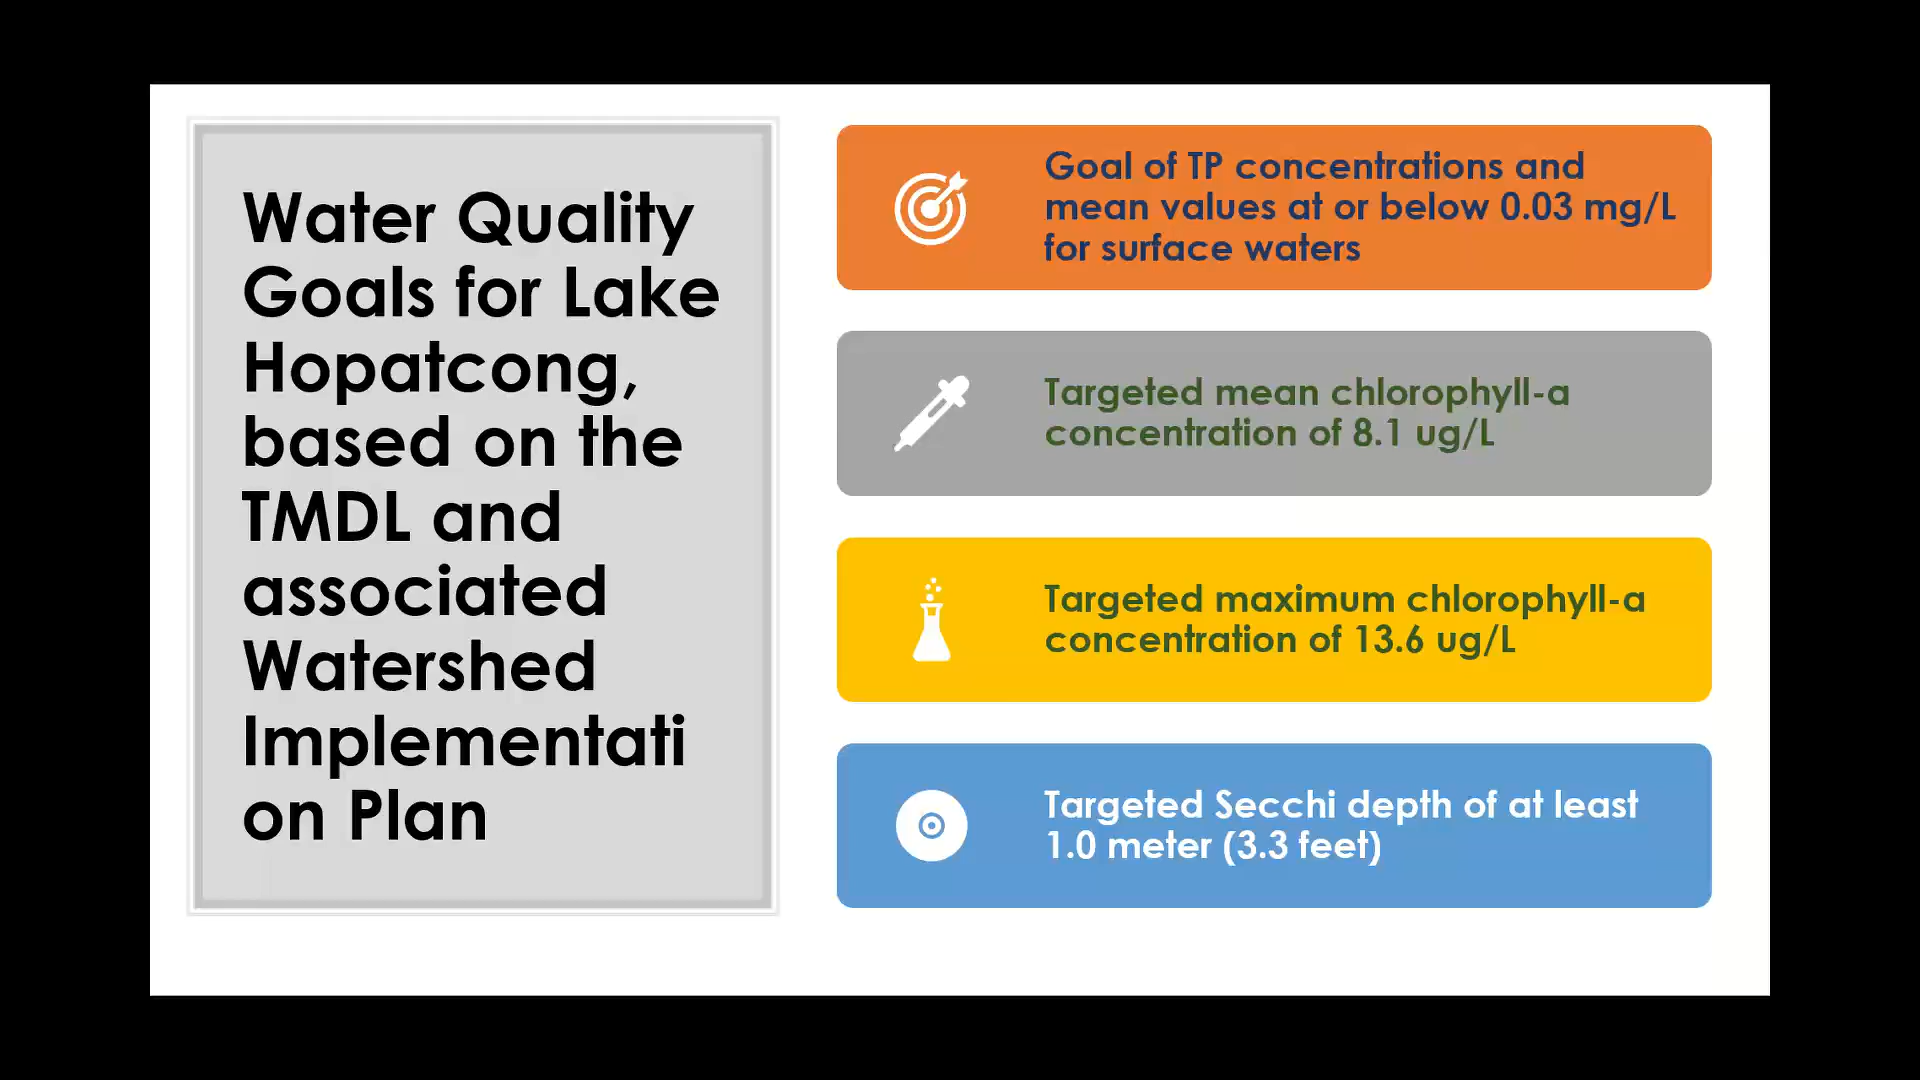 Water Quality
Goals for Lake
Hopatcong,
based on the
TMDL and
associated
Watershed
Implementati
on Plan
Goal of TP concentrations and
mean values at or below 0.03 mg/L
for surface waters
Targeted mean chlorophyll-a
concentration of 8.1 ug/L
Targeted maximum chlorophyll-a
concentration of 13.6 ug/L
Targeted Secchi depth of at least
1.0 meter (3.3 feet)